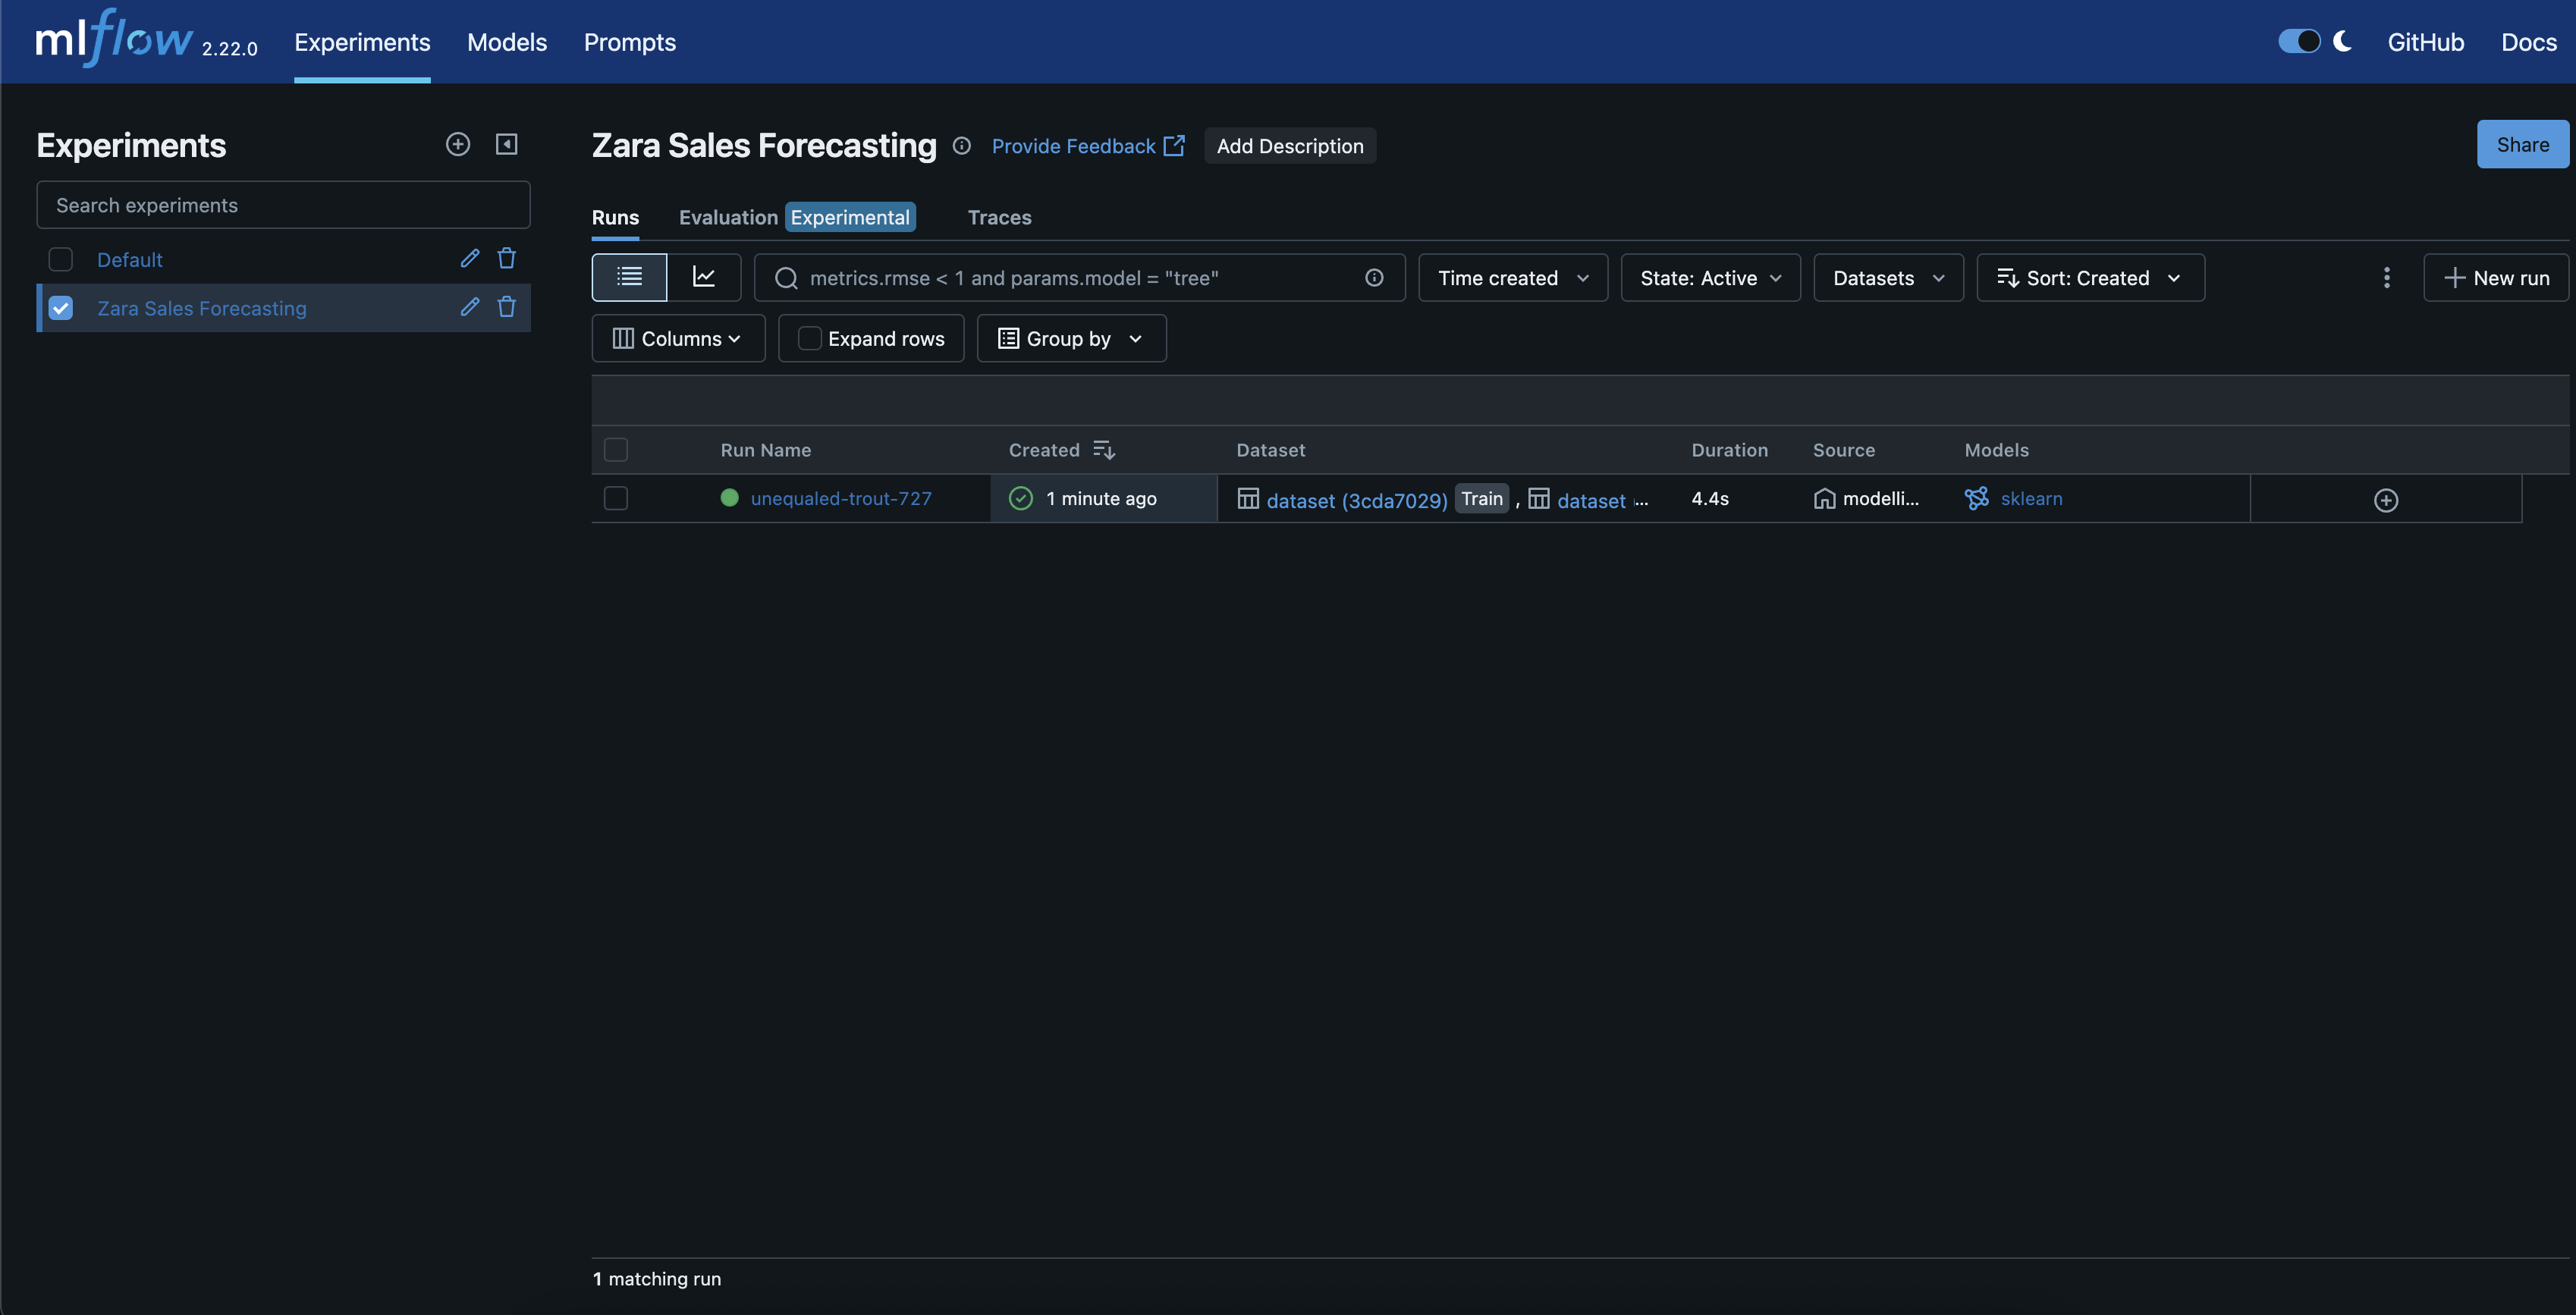 mlflow 2.22.0 Experiments Models Prompts GitHub Docs
Experiments
Search experiments
Default
Zara Sales Forecasting
Zara Sales Forecasting Provide Feedback Add Description Share
Runs Evaluation Experimental Traces
metrics.rmse < 1 and params.model = "tree" Time created State: Active Datasets Sort: Created New run
Columns Expand rows Group by
Run Name Created Dataset Duration Source Models
unequaled-trout-727 1 minute ago dataset (3cda7029) Train , dataset ... 4.4s modelli... sklearn
1 matching run